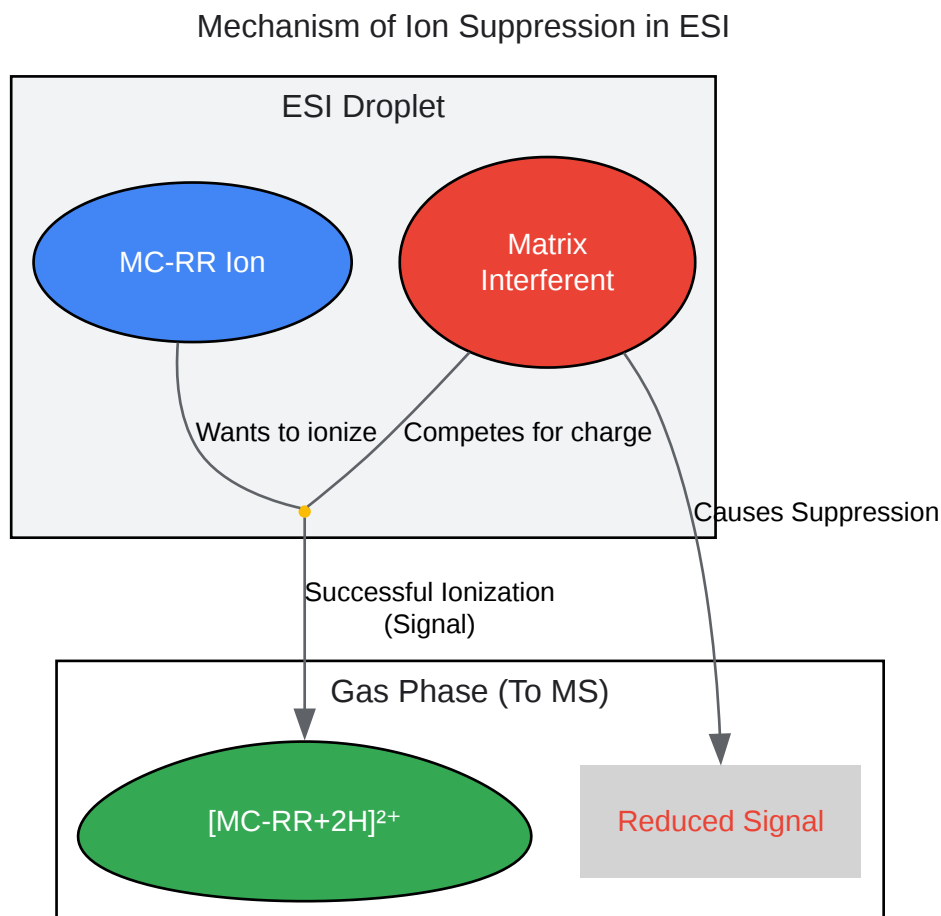 Mechanism of Ion Suppression in ESI
ESI Droplet
MC-RR Ion
Matrix
Interferent
Wants to ionize
Competes for charge
Causes Suppression
Successful Ionization
(Signal)
Gas Phase (To MS)
[MC-RR+2H]²⁺
Reduced Signal